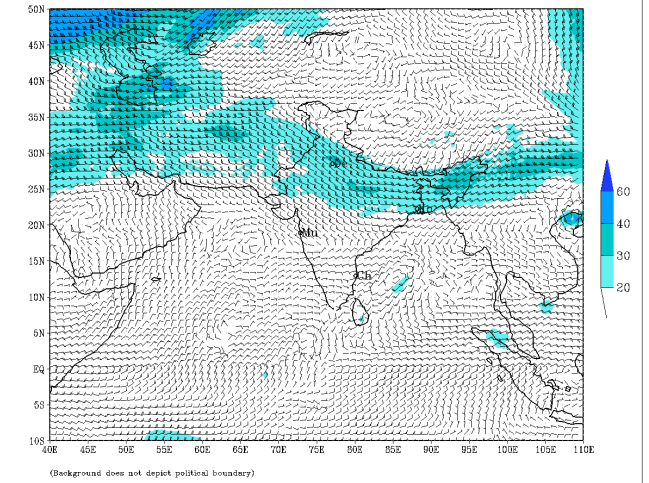 50N
45N
40N
35N
30N
25N
20N
15N
10N
5N
EQ
5S
10S
40E 45E 50E 55E 60E 65E 70E 75E 80E 85E 90E 95E 100E 105E 110E
Mu
Ch
60
40
30
20
(Background does not depict political boundary)